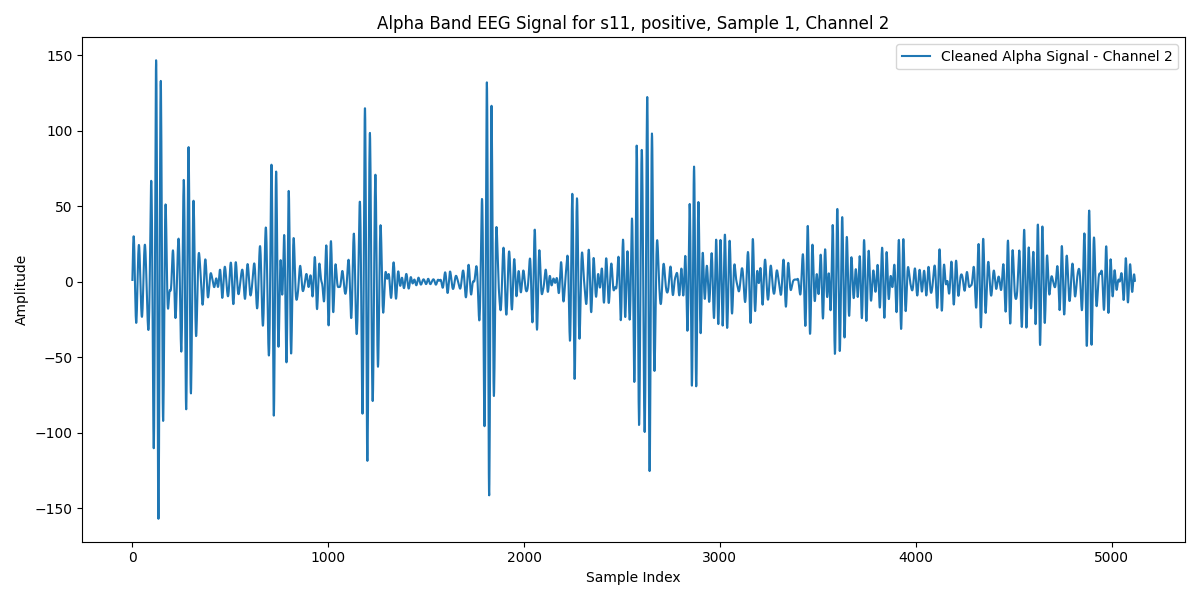 Alpha Band EEG Signal for s11, positive, Sample 1, Channel 2
Cleaned Alpha Signal - Channel 2
150
100
50
0
−50
−100
−150
Amplitude
0 1000 2000 3000 4000 5000
Sample Index